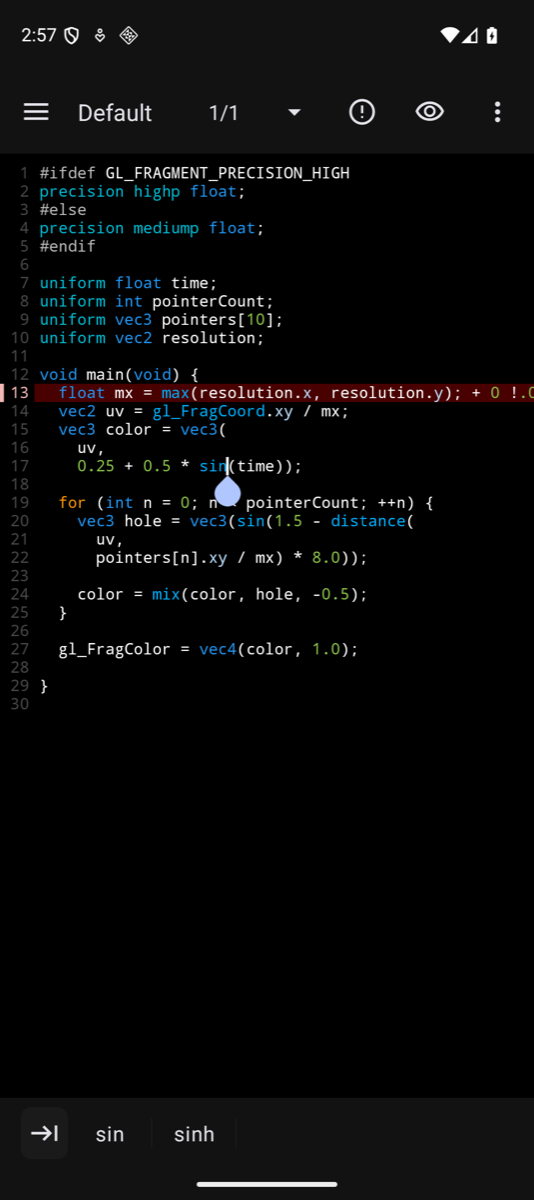 2:57
Default 1/1
1 #ifdef GL_FRAGMENT_PRECISION_HIGH
2 precision highp float;
3 #else
4 precision mediump float;
5 #endif
6
7 uniform float time;
8 uniform int pointerCount;
9 uniform vec3 pointers[10];
10 uniform vec2 resolution;
11
12 void main(void) {
13 float mx = max(resolution.x, resolution.y); + 0 !.0
14 vec2 uv = gl_FragCoord.xy / mx;
15 vec3 color = vec3(
16 uv,
17 0.25 + 0.5 * sin(time));
18
19 for (int n = 0; n pointerCount; ++n) {
20 vec3 hole = vec3(sin(1.5 - distance(
21 uv,
22 pointers[n].xy / mx) * 8.0));
23
24 color = mix(color, hole, -0.5);
25 }
26
27 gl_FragColor = vec4(color, 1.0);
28
29 }
30
sin sinh